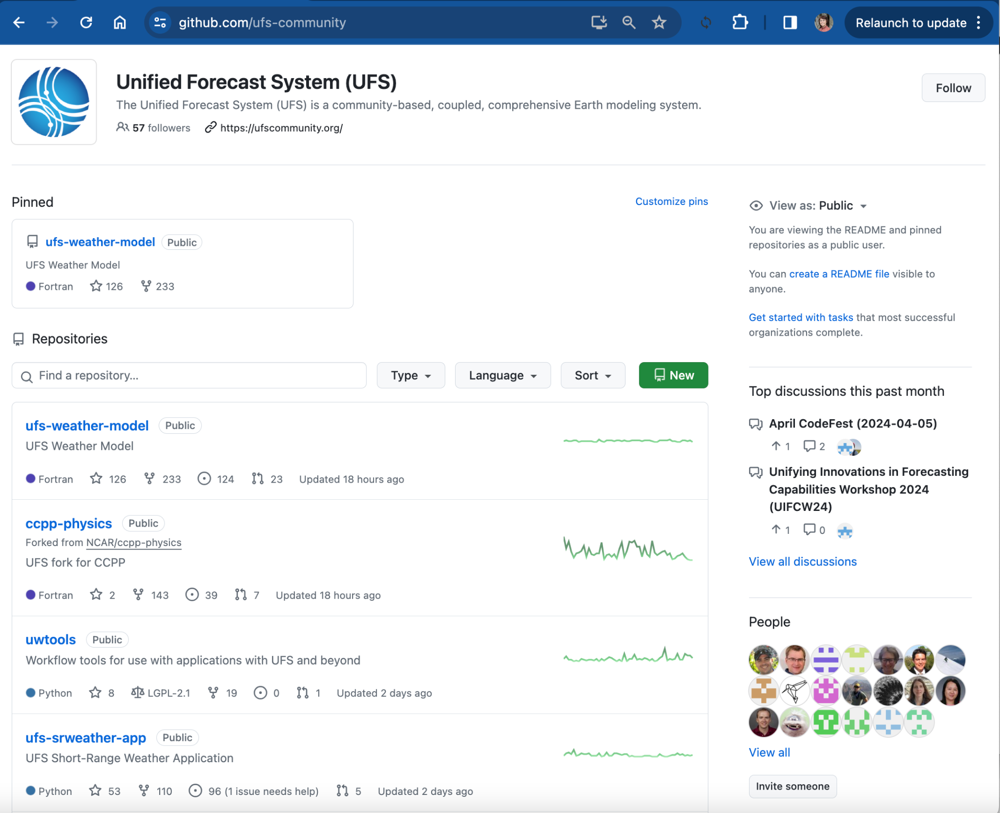 github.com/ufs-community
Relaunch to update
Unified Forecast System (UFS)
Follow
The Unified Forecast System (UFS) is a community-based, coupled, comprehensive Earth modeling system.
57 followers https://ufscommunity.org/
Pinned
Customize pins
ufs-weather-model Public
UFS Weather Model
Fortran 126 233
Repositories
Find a repository...
Type
Language
Sort
New
ufs-weather-model Public
UFS Weather Model
Fortran 126 233 124 23 Updated 18 hours ago
ccpp-physics Public
Forked from NCAR/ccpp-physics
UFS fork for CCPP
Fortran 2 143 39 7 Updated 18 hours ago
uwtools Public
Workflow tools for use with applications with UFS and beyond
Python 8 LGPL-2.1 19 0 1 Updated 2 days ago
ufs-srweather-app Public
UFS Short-Range Weather Application
Python 53 110 96 (1 issue needs help) 5 Updated 2 days ago
View as: Public
You are viewing the README and pinned
repositories as a public user.
You can create a README file visible to
anyone.
Get started with tasks that most successful
organizations complete.
Top discussions this past month
April CodeFest (2024-04-05)
1 2
Unifying Innovations in Forecasting
Capabilities Workshop 2024
(UIFCW24)
1 0
View all discussions
People
View all
Invite someone